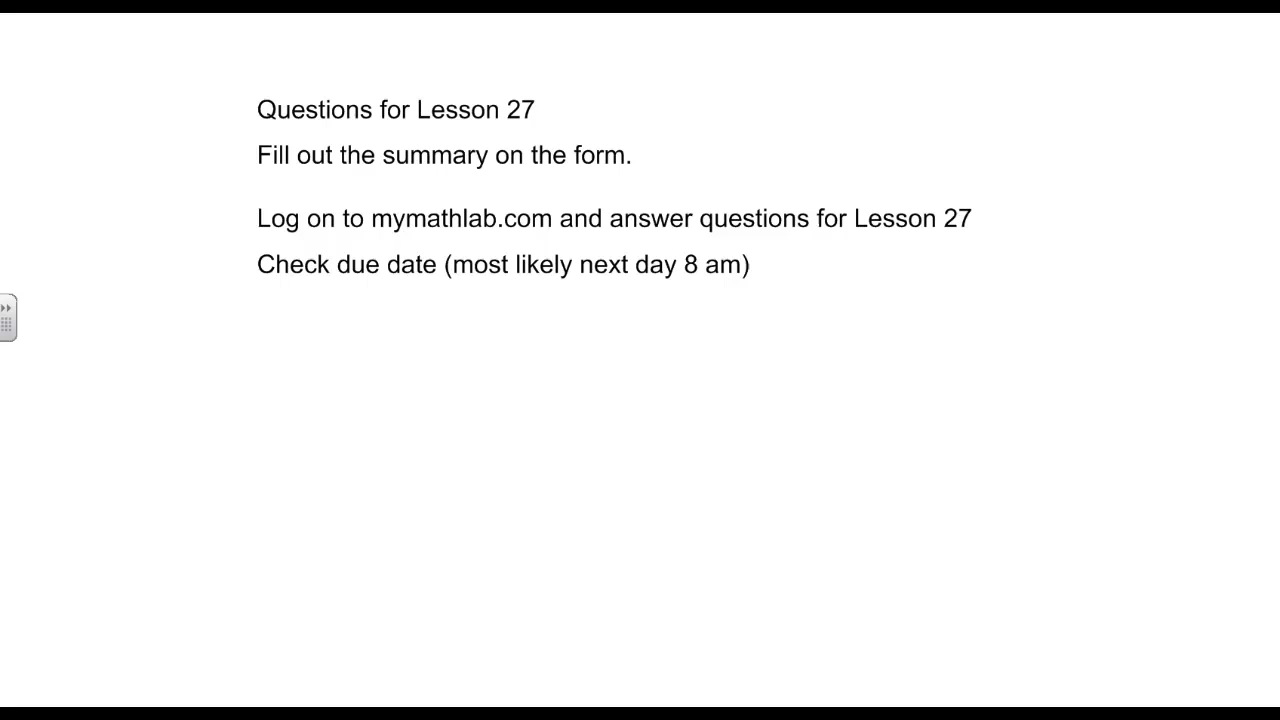 Questions for Lesson 27
Fill out the summary on the form.
Log on to mymathlab.com and answer questions for Lesson 27
Check due date (most likely next day 8 am)